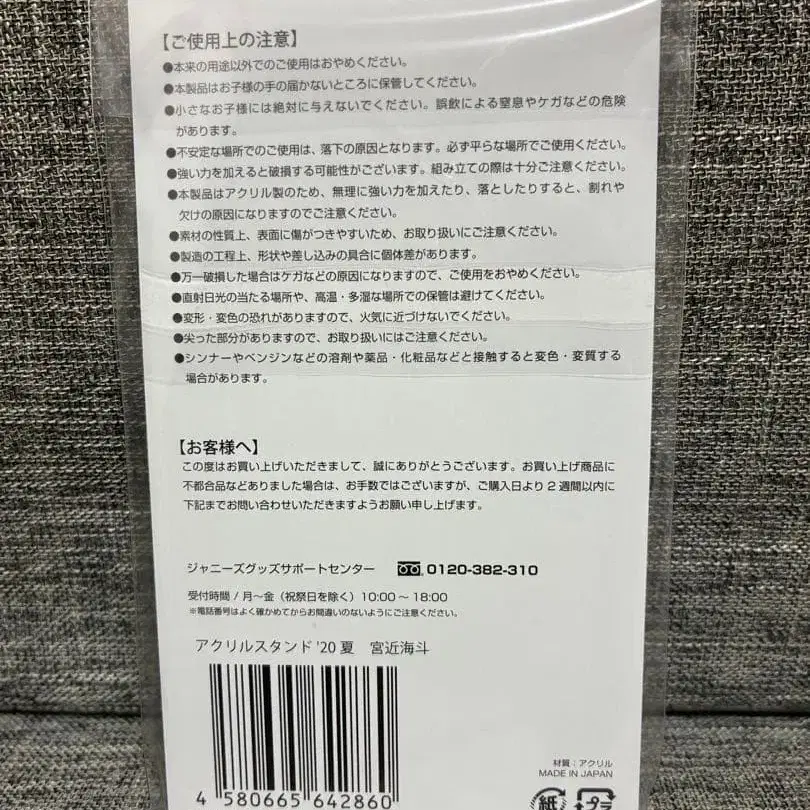 【ご使用上の注意】
●本来の用途以外でのご使用はおやめください。
●本製品はお子様の手の届かないところに保管してください。
●小さなお子様には絶対に与えないでください。誤飲による窒息やケガなどの危険
があります。
●不安定な場所でのご使用は、落下の原因となります。必ず平らな場所でご使用ください。
●強い力を加えると破損する可能性がございます。組み立ての際は十分ご注意ください。
●本製品はアクリル製のため、無理に強い力を加えたり、落としたりすると、割れや
欠けの原因になりますのでご注意ください。
●素材の性質上、表面に傷がつきやすいため、お取り扱いにご注意ください。
●製造の工程上、形状や差し込みの具合に個体差があります。
●万一破損した場合はケガなどの原因になりますので、ご使用をおやめください。
●直射日光の当たる場所や、高温・多湿な場所での保管は避けてください。
●変形・変色の恐れがありますので、火気に近づけないでください。
●尖った部分がありますので、お取り扱いにはご注意ください。
●シンナーやベンジンなどの溶剤や薬品・化粧品などと接触すると変色・変質する
場合があります。
【お客様へ】
この度はお買い上げいただきまして、誠にありがとうございます。お買い上げ商品に
不都合品などありました場合は、お手数ではございますが、ご購入日より2週間以内に
下記までお問い合わせいただきますようお願い申し上げます。
ジャニーズグッズサポートセンター 0120-382-310
受付時間 / 月～金（祝祭日を除く）10:00～18:00
※電話番号はよく確かめてからお間違いのないようにご注意ください。
アクリルスタンド '20 夏 宮近海斗
4 580665 642860
材質：アクリル
MADE IN JAPAN
紙 プラ